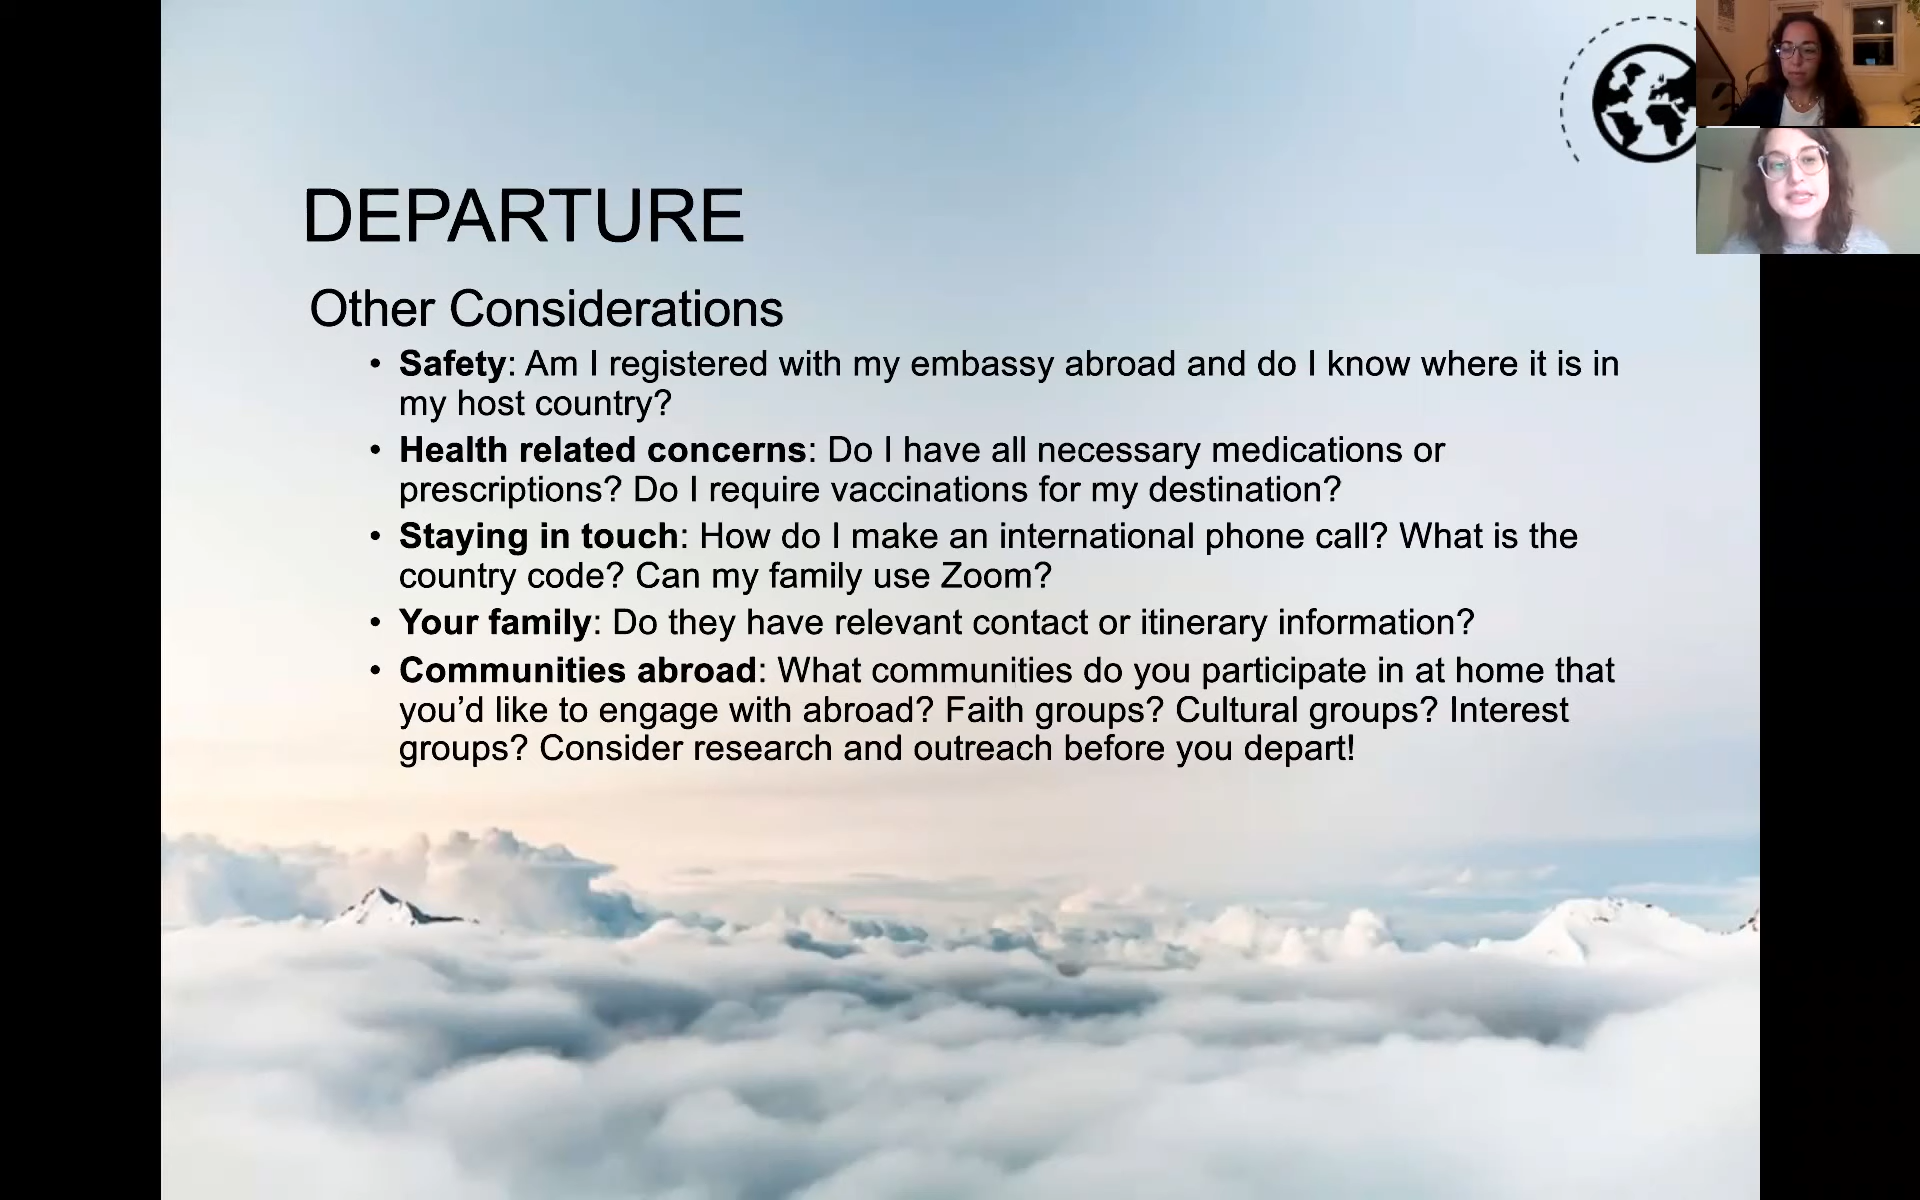 DEPARTURE
Other Considerations
• Safety: Am I registered with my embassy abroad and do I know where it is in
my host country?
• Health related concerns: Do I have all necessary medications or
prescriptions? Do I require vaccinations for my destination?
• Staying in touch: How do I make an international phone call? What is the
country code? Can my family use Zoom?
• Your family: Do they have relevant contact or itinerary information?
• Communities abroad: What communities do you participate in at home that
you’d like to engage with abroad? Faith groups? Cultural groups? Interest
groups? Consider research and outreach before you depart!